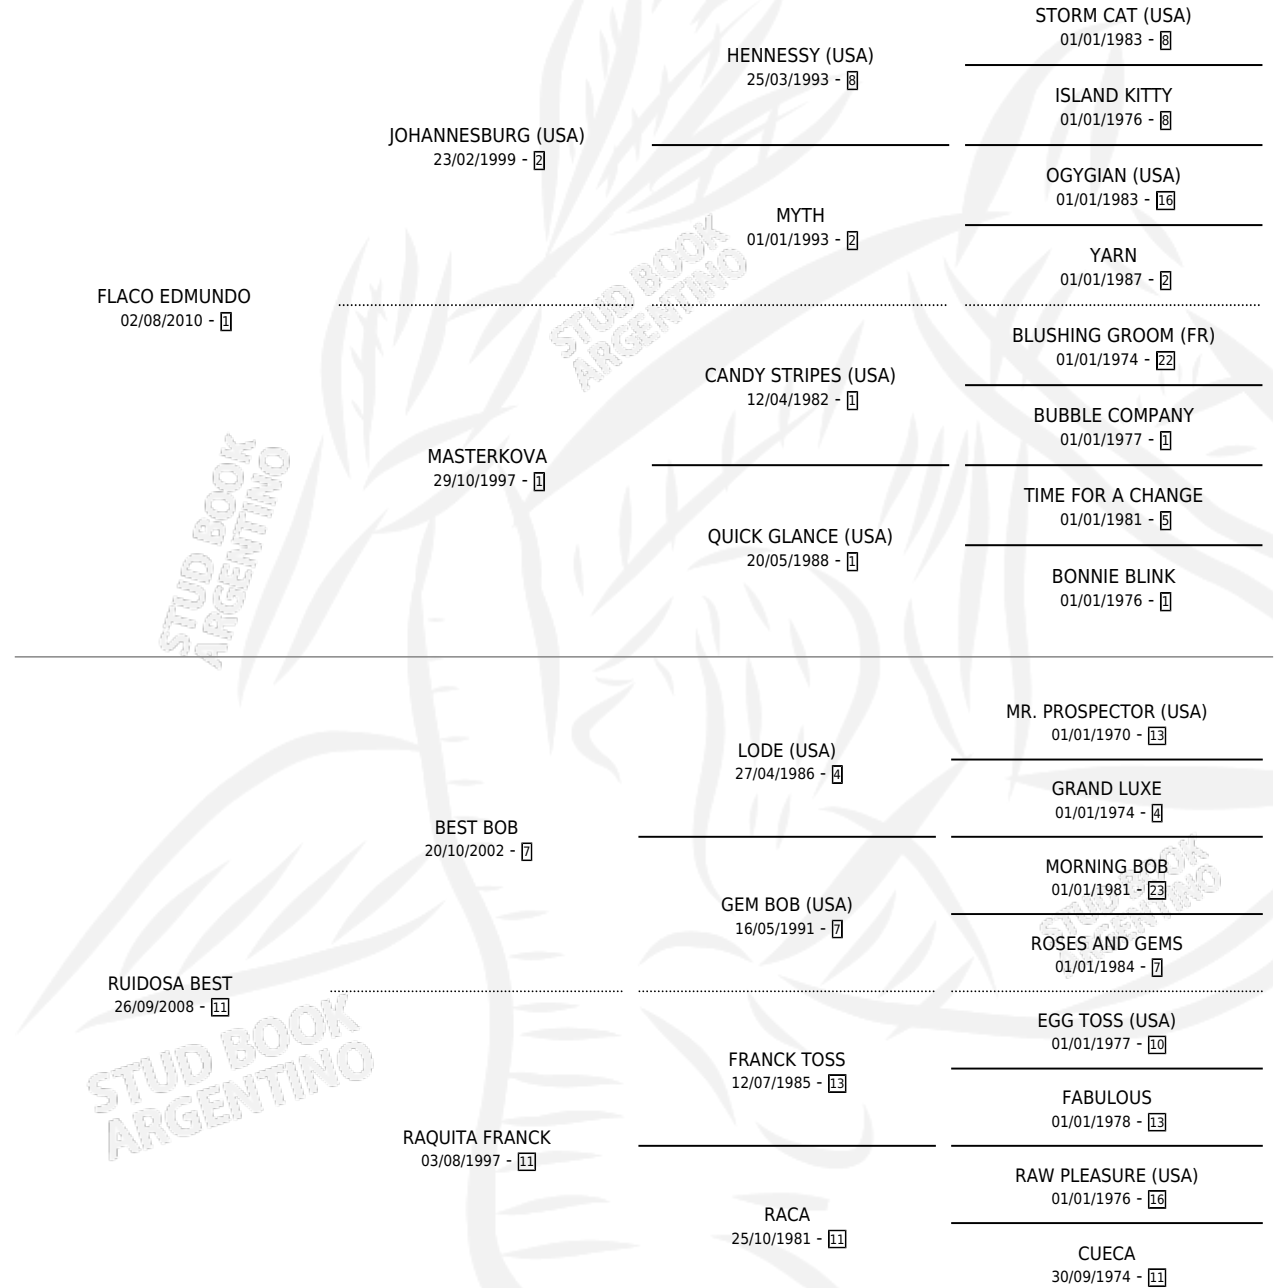 STORM CAT (USA)
01/01/1983 - 8
HENNESSY (USA)
25/03/1993 - 8
ISLAND KITTY
01/01/1976 - 8
JOHANNESBURG (USA)
23/02/1999 - 2
OGYGIAN (USA)
01/01/1983 - 16
MYTH
01/01/1993 - 2
YARN
01/01/1987 - 2
FLACO EDMUNDO
02/08/2010 - 1
BLUSHING GROOM (FR)
01/01/1974 - 22
CANDY STRIPES (USA)
12/04/1982 - 1
BUBBLE COMPANY
01/01/1977 - 1
MASTERKOVA
29/10/1997 - 1
TIME FOR A CHANGE
01/01/1981 - 5
QUICK GLANCE (USA)
20/05/1988 - 1
BONNIE BLINK
01/01/1976 - 1
MR. PROSPECTOR (USA)
01/01/1970 - 13
LODE (USA)
27/04/1986 - 4
GRAND LUXE
01/01/1974 - 4
BEST BOB
20/10/2002 - 7
MORNING BOB
01/01/1981 - 23
GEM BOB (USA)
16/05/1991 - 7
ROSES AND GEMS
01/01/1984 - 7
RUIDOSA BEST
26/09/2008 - 11
EGG TOSS (USA)
01/01/1977 - 10
FRANCK TOSS
12/07/1985 - 13
FABULOUS
01/01/1978 - 13
RAQUITA FRANCK
03/08/1997 - 11
RAW PLEASURE (USA)
01/01/1976 - 16
RACA
25/10/1981 - 11
CUECA
30/09/1974 - 11
STUD BOOK
ARGENTINO
STUD BOOK
ARGENTINO
STUD BOOK
ARGENTINO
STUD BOOK
ARGENTINO